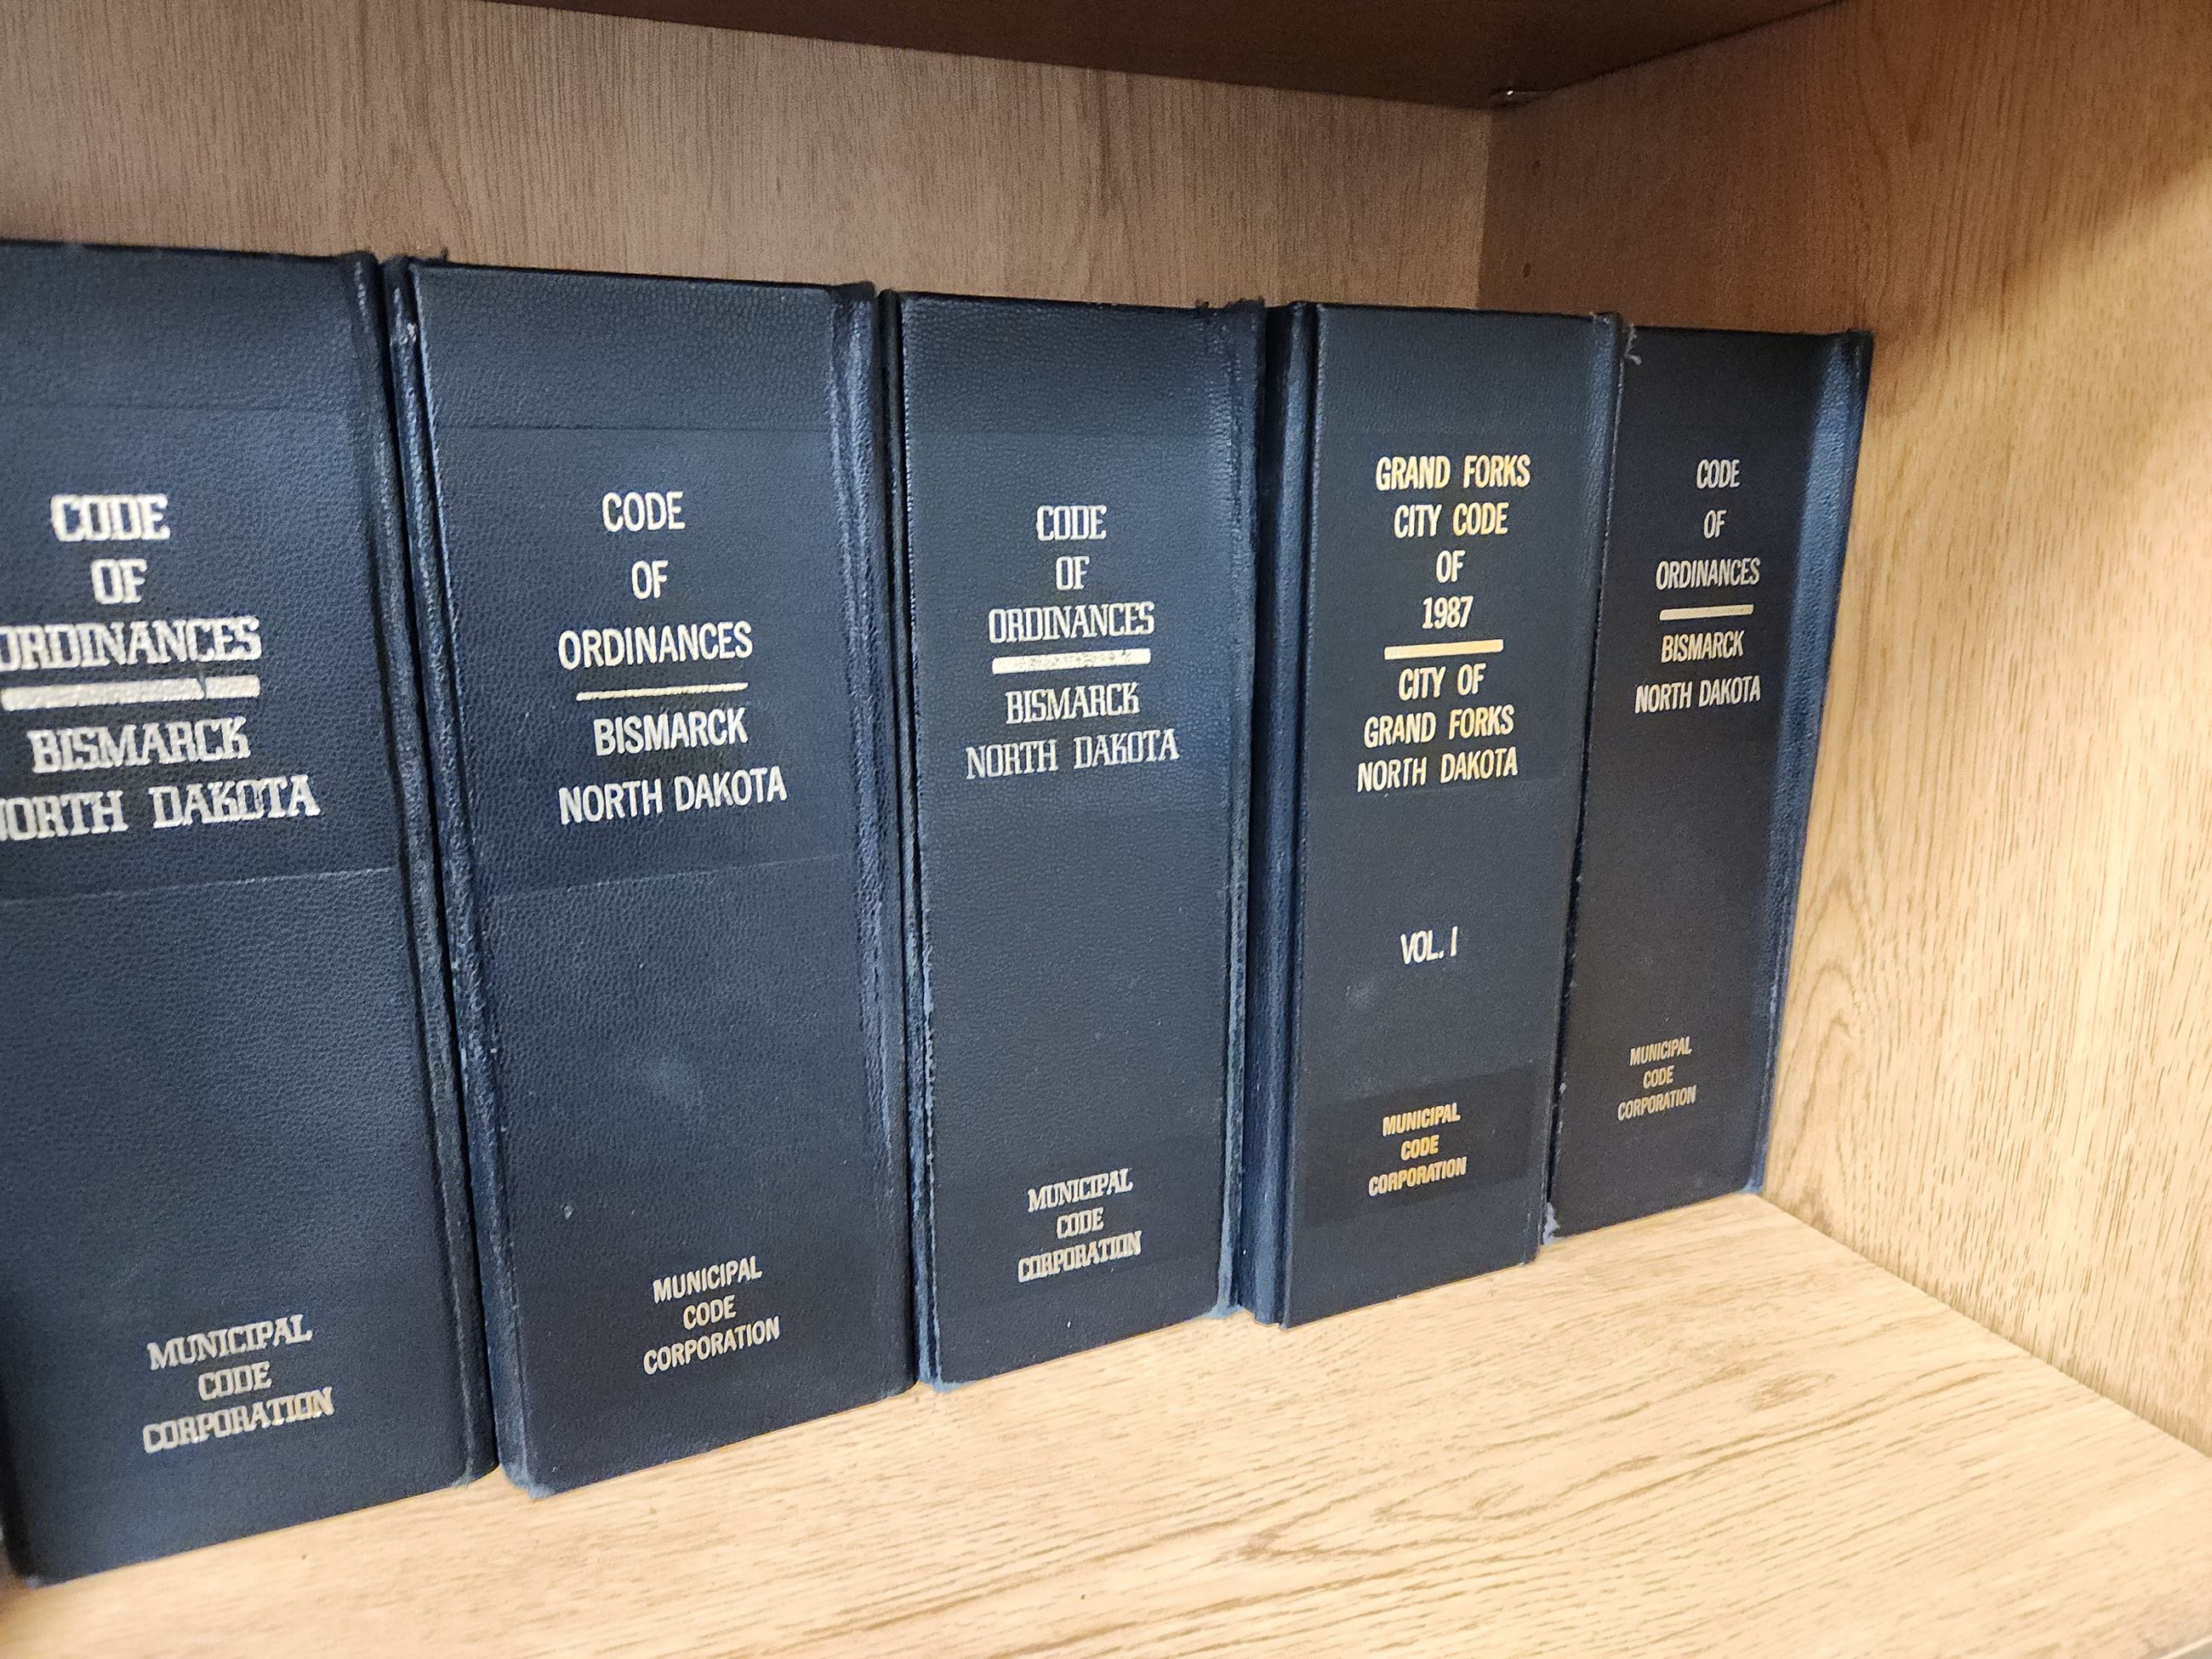 CODE
OF
ORDINANCES
BISMARCK
NORTH DAKOTA
MUNICIPAL
CODE
CORPORATION
CODE
OF
ORDINANCES
BISMARCK
NORTH DAKOTA
MUNICIPAL
CODE
CORPORATION
CODE
OF
ORDINANCES
BISMARCK
NORTH DAKOTA
MUNICIPAL
CODE
CORPORATION
GRAND FORKS
CITY CODE
OF
1987
CITY OF
GRAND FORKS
NORTH DAKOTA
VOL. I
MUNICIPAL
CODE
CORPORATION
CODE
OF
ORDINANCES
BISMARCK
NORTH DAKOTA
MUNICIPAL
CODE
CORPORATION